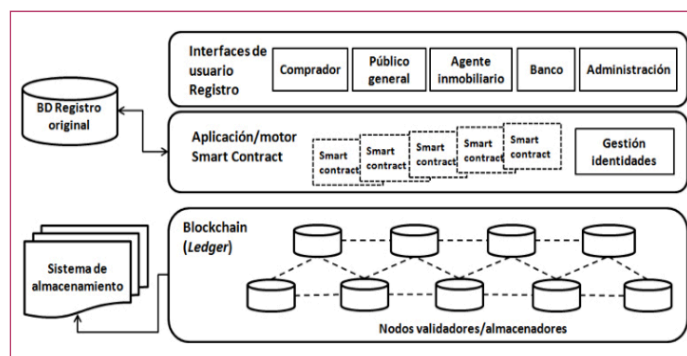 Interfaces de
usuario
Registro
Comprador
Público
general
Agente
inmobiliario
Banco
Administración
BD Registro
original
Aplicación/motor
Smart Contract
Smart
contract
Smart
contract
Smart
contract
Smart
contract
Smart
contract
Gestión
identidades
Blockchain
(Ledger)
Sistema de
almacenamiento
Nodos validadores/almacenadores